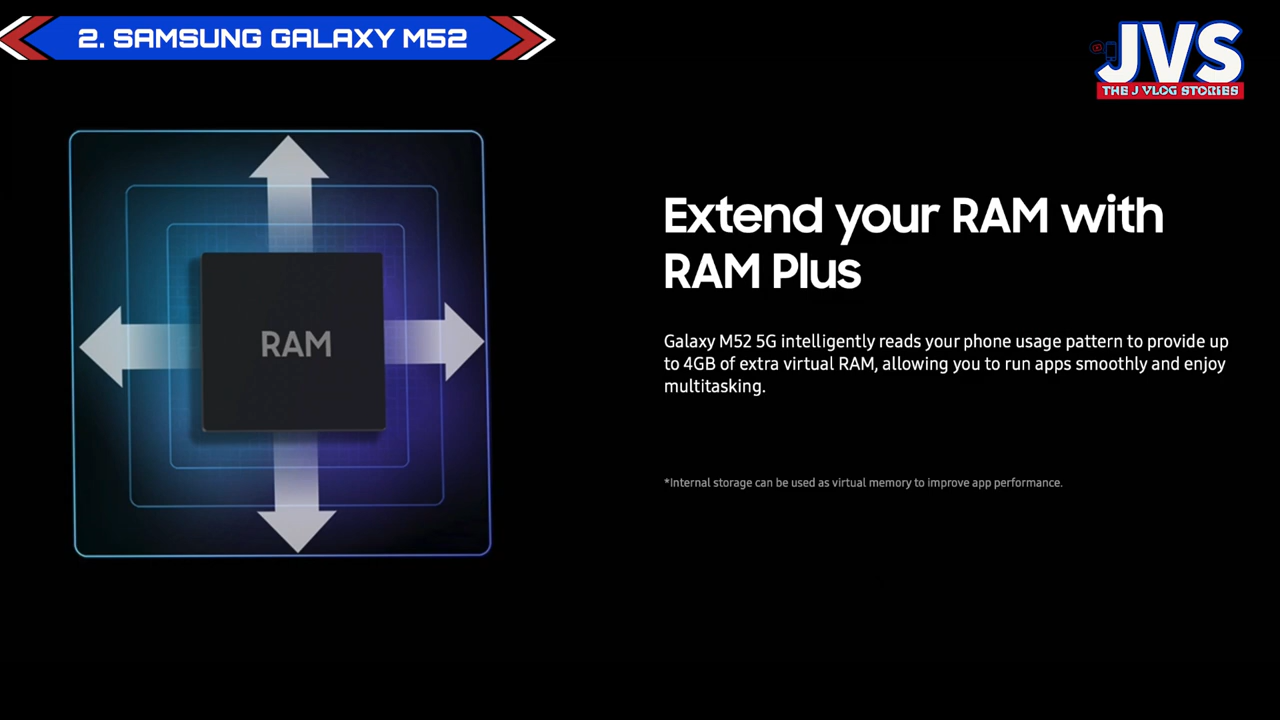 2. SAMSUNG GALAXY M52
JVS
THE J VLOG STORIES
RAM
Extend your RAM with
RAM Plus
Galaxy M52 5G intelligently reads your phone usage pattern to provide up
to 4GB of extra virtual RAM, allowing you to run apps smoothly and enjoy
multitasking.
*Internal storage can be used as virtual memory to improve app performance.